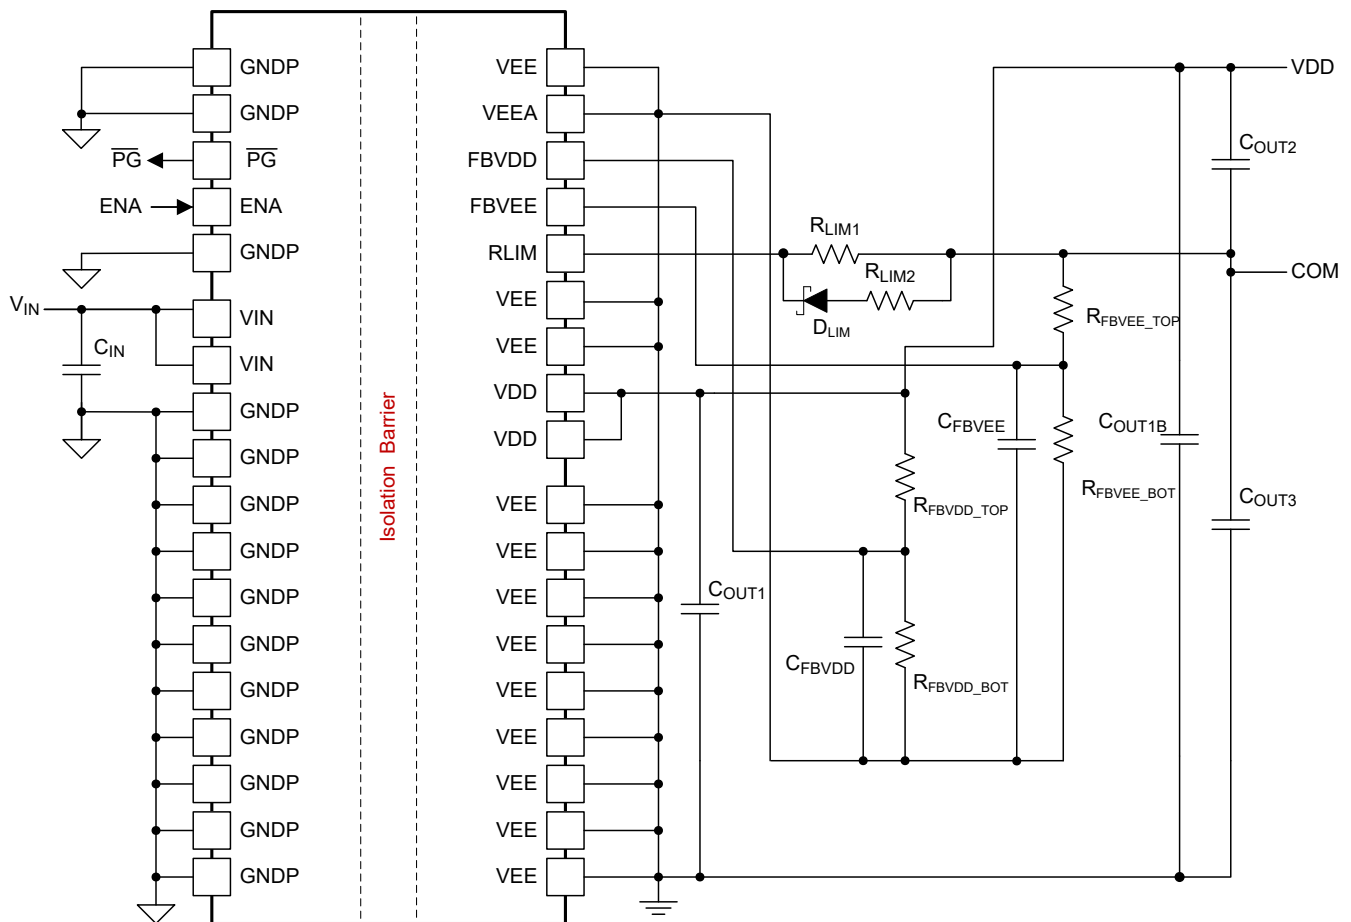 GNDP
GNDP
PG PG
ENA ENA
GNDP
VIN VIN
CIN
VIN
GNDP
GNDP
GNDP
GNDP
GNDP
GNDP
GNDP
GNDP
GNDP
GNDP
GNDP
Isolation Barrier
VEE
VEEA
FBVDD
FBVEE
RLIM
VEE
VEE
VDD
VDD
VEE
VEE
VEE
VEE
VEE
VEE
VEE
VEE
VEE
RLIM1
RLIM2
DLIM
COUT1
CFBVDD
RFBVDD_TOP
RFBVDD_BOT
CFBVEE
RFBVEE_TOP
RFBVEE_BOT
COUT1B
COUT2
COUT3
VDD
COM